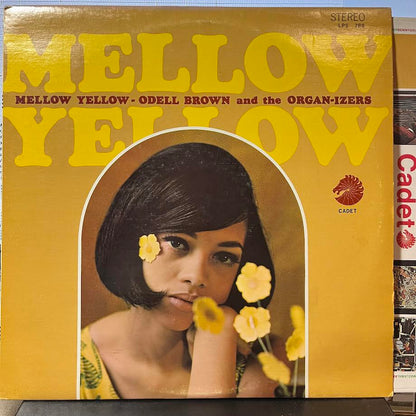 STEREO
LPS 788
MELLOW
MELLOW YELLOW - ODELL BROWN and the ORGAN-IZERS
YELLOW
CADET
Cadet